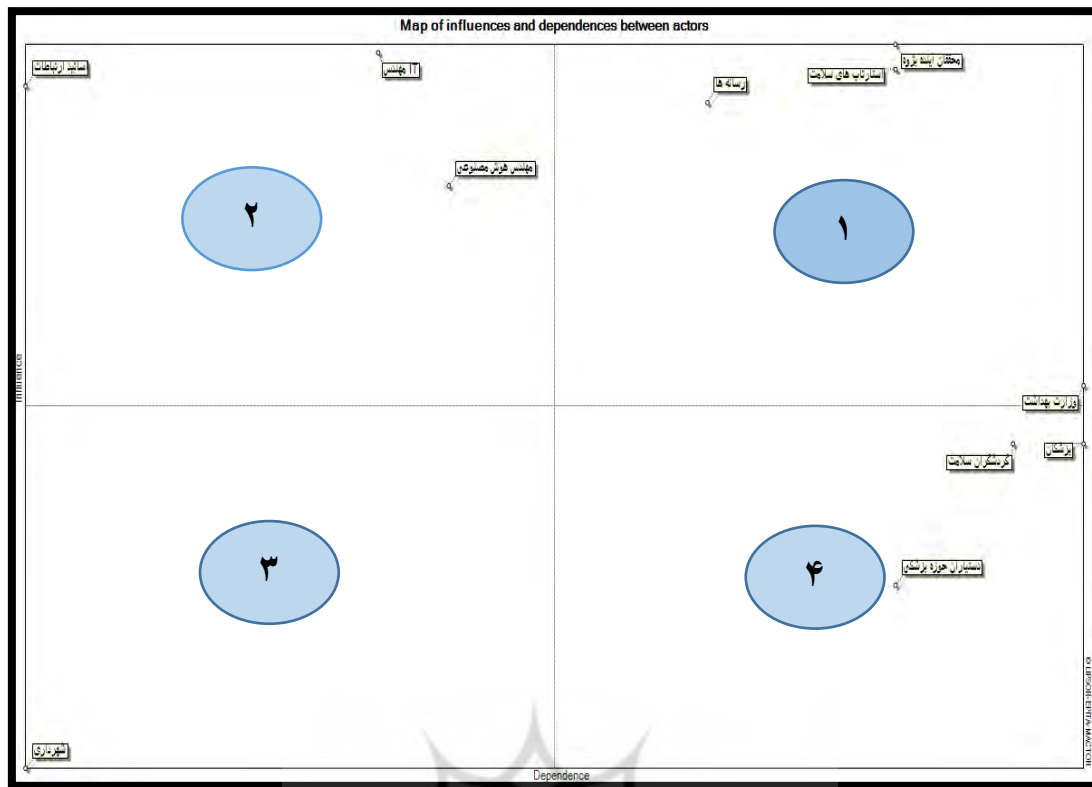 Map of influences and dependences between actors
محققان اینده پژوه
استارتاپ های سلامت
رسانه ها
IT مهندس
ارتباطات
مهندس هوش مصنوعی
۱
۲
Influence
وزارت بهداشت
پزشکان
گردشگران سلامت
دستیاران حوزه پزشکی
۳
۴
شهرداری
Dependence
© LIPSOR-EPITA-MACTOR